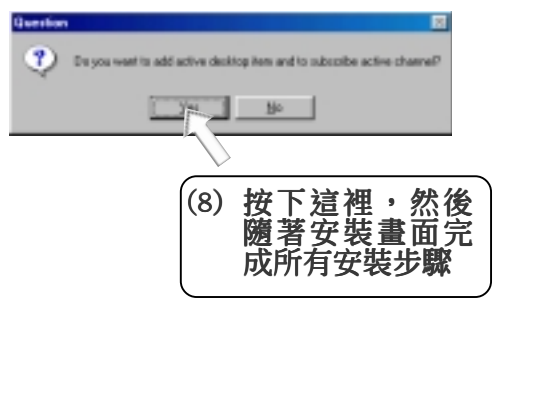 Question
Do you want to add active desktop item and to subscribe active channel?
Yes
No
(8) 按下這裡，然後
隨著安裝畫面完
成所有安裝步驟